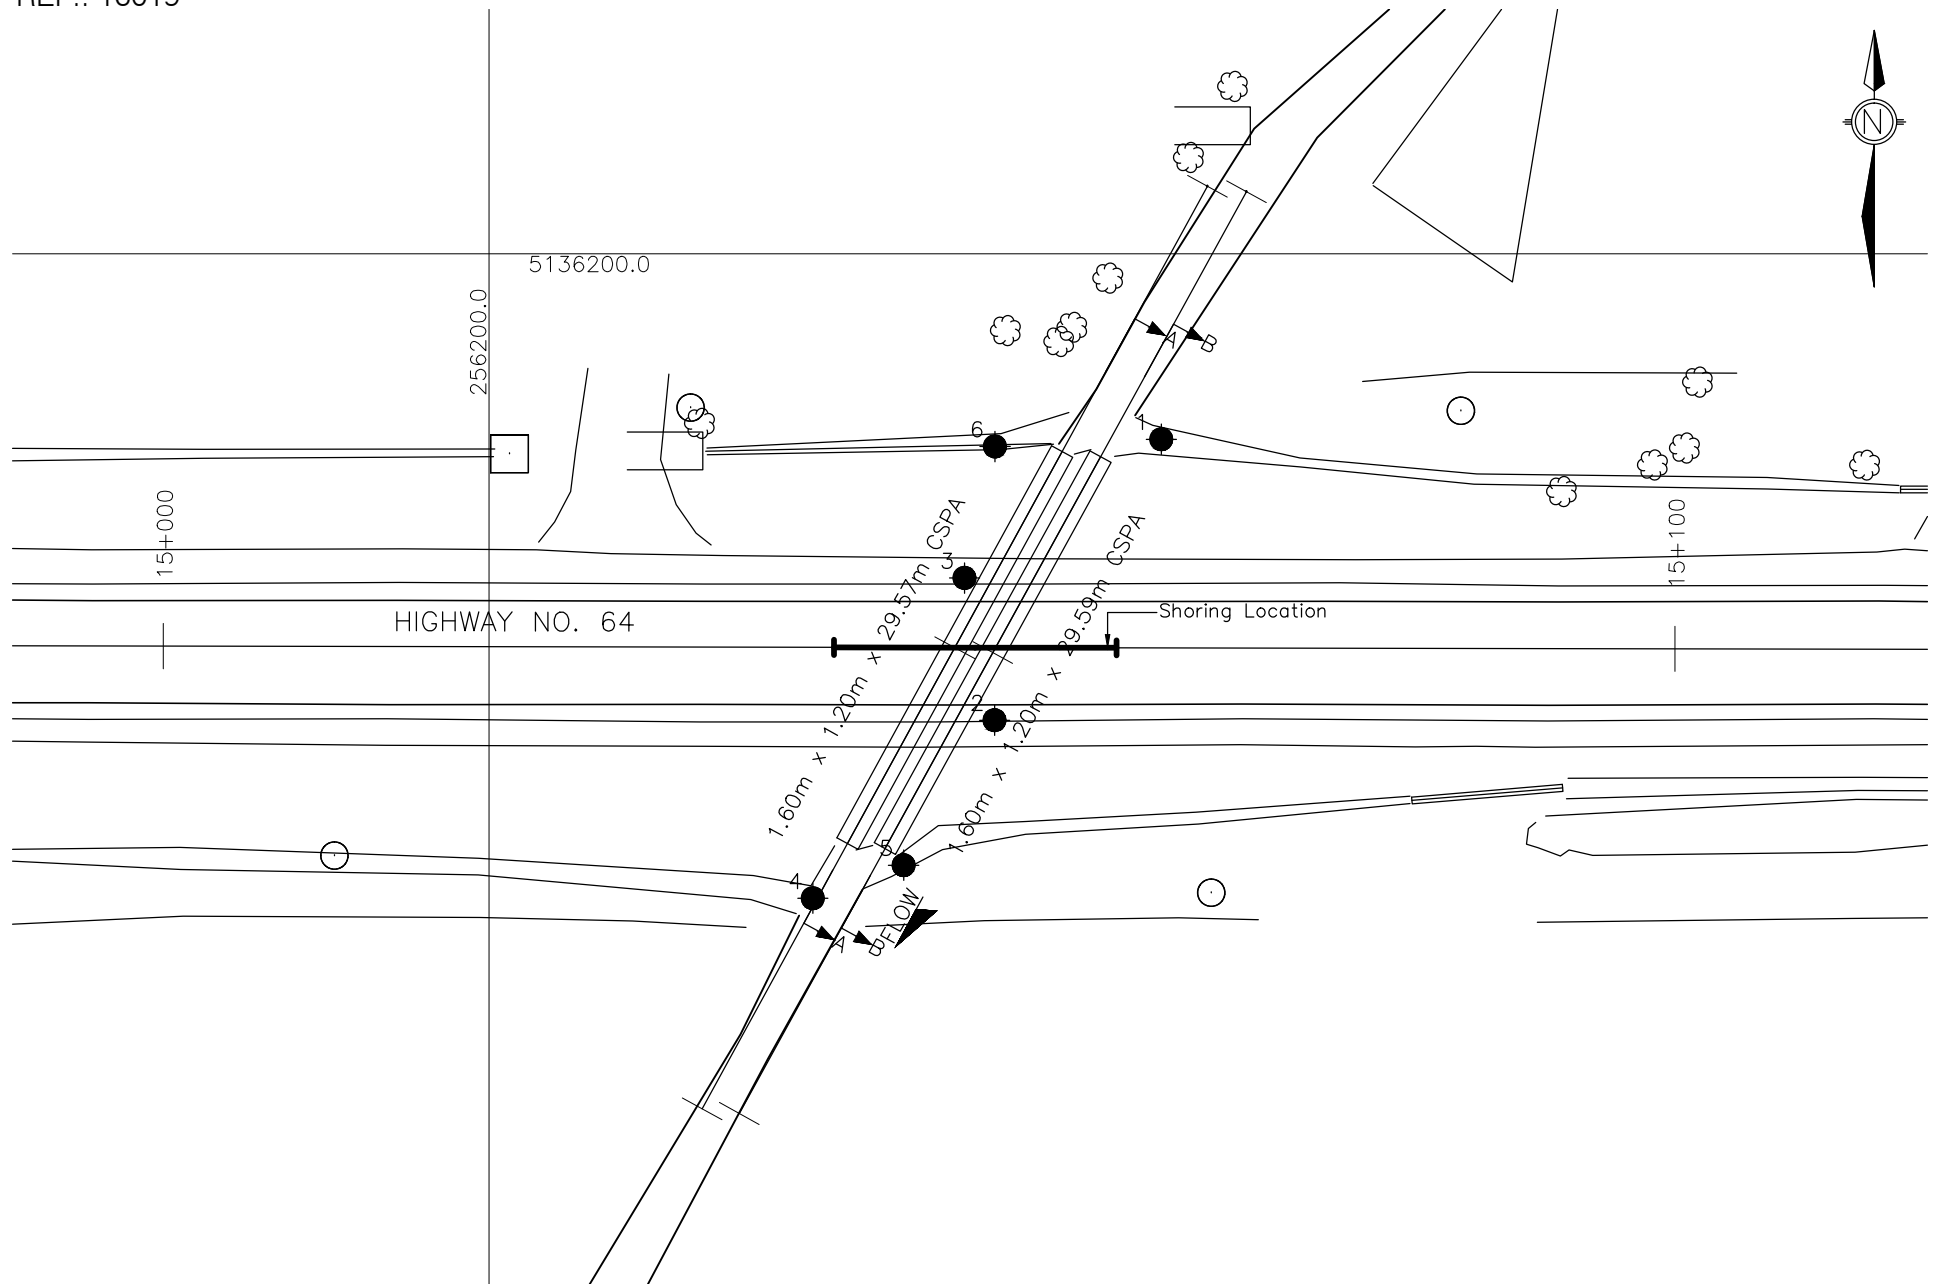 N
5136200.0
256200.0
A
B
6
1
15+000
15+100
3
1.60m x 1.20m x 29.57m CSPA
1.60m x 1.20m x 29.59m CSPA
HIGHWAY NO. 64
Shoring Location
2
5
4
A
B
FLOW